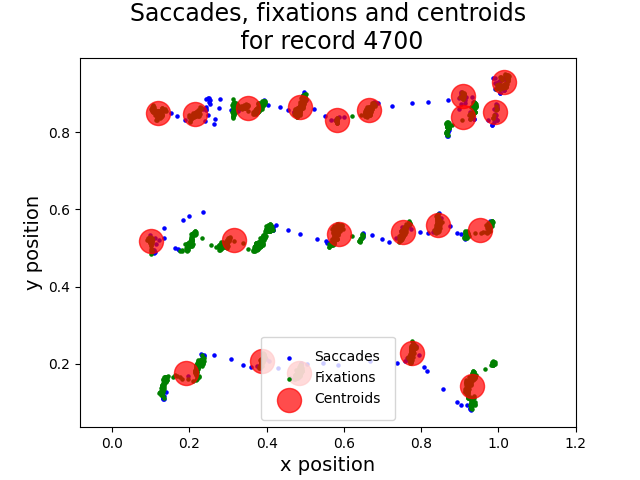 Saccades, fixations and centroids
for record 4700
y position
0.8
0.6
0.4
0.2
Saccades
Fixations
Centroids
0.0
0.2
0.4
0.6
0.8
1.0
1.2
x position